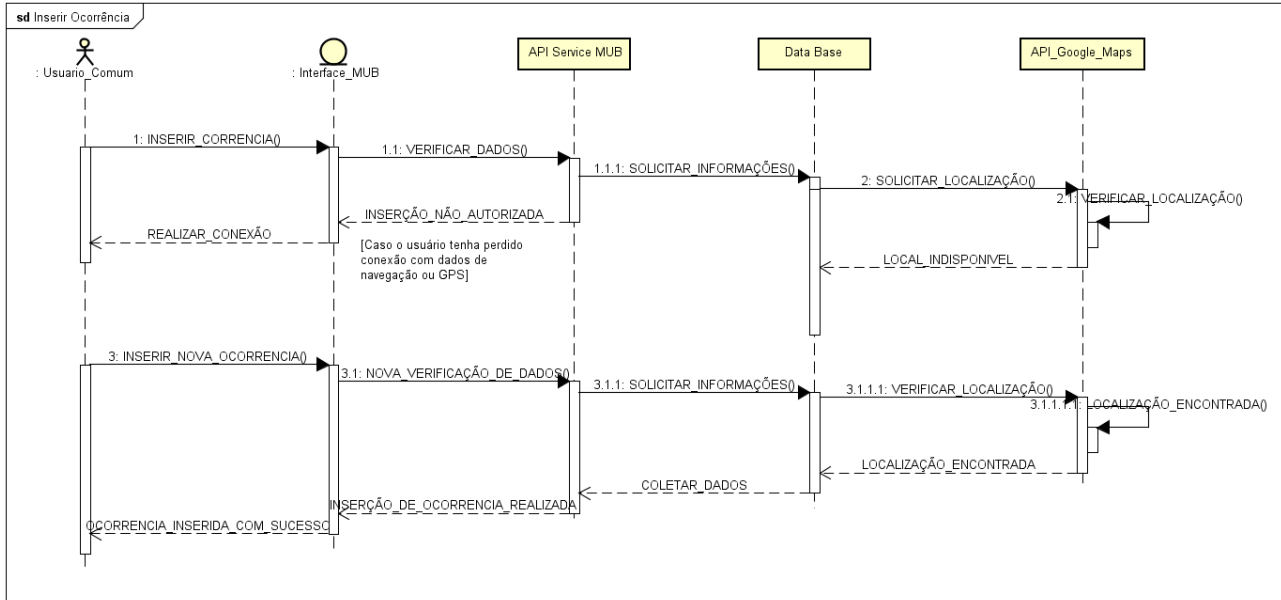 sd Inserir Ocorrência
: Usuario_Comum
: Interface_MUB
API Service MUB
Data Base
API_Google_Maps
1: INSERIR_CORRENCIA()
1.1: VERIFICAR_DADOS()
1.1.1: SOLICITAR_INFORMAÇÕES()
2: SOLICITAR_LOCALIZAÇÃO()
2.1: VERIFICAR_LOCALIZAÇÃO()
INSERÇÃO_NÃO_AUTORIZADA
REALIZAR_CONEXÃO
[Caso o usuário tenha perdido
conexão com dados de
navegação ou GPS]
LOCAL_INDISPONIVEL
3: INSERIR_NOVA_OCORRENCIA()
3.1: NOVA_VERIFICAÇÃO_DE_DADOS()
3.1.1: SOLICITAR_INFORMAÇÕES()
3.1.1.1: VERIFICAR_LOCALIZAÇÃO()
3.1.1.1.1: LOCALIZAÇÃO_ENCONTRADA()
LOCALIZAÇÃO_ENCONTRADA
COLETAR_DADOS
INSERÇÃO_DE_OCORRENCIA_REALIZADA
OCORRENCIA_INSERIDA_COM_SUCESSO